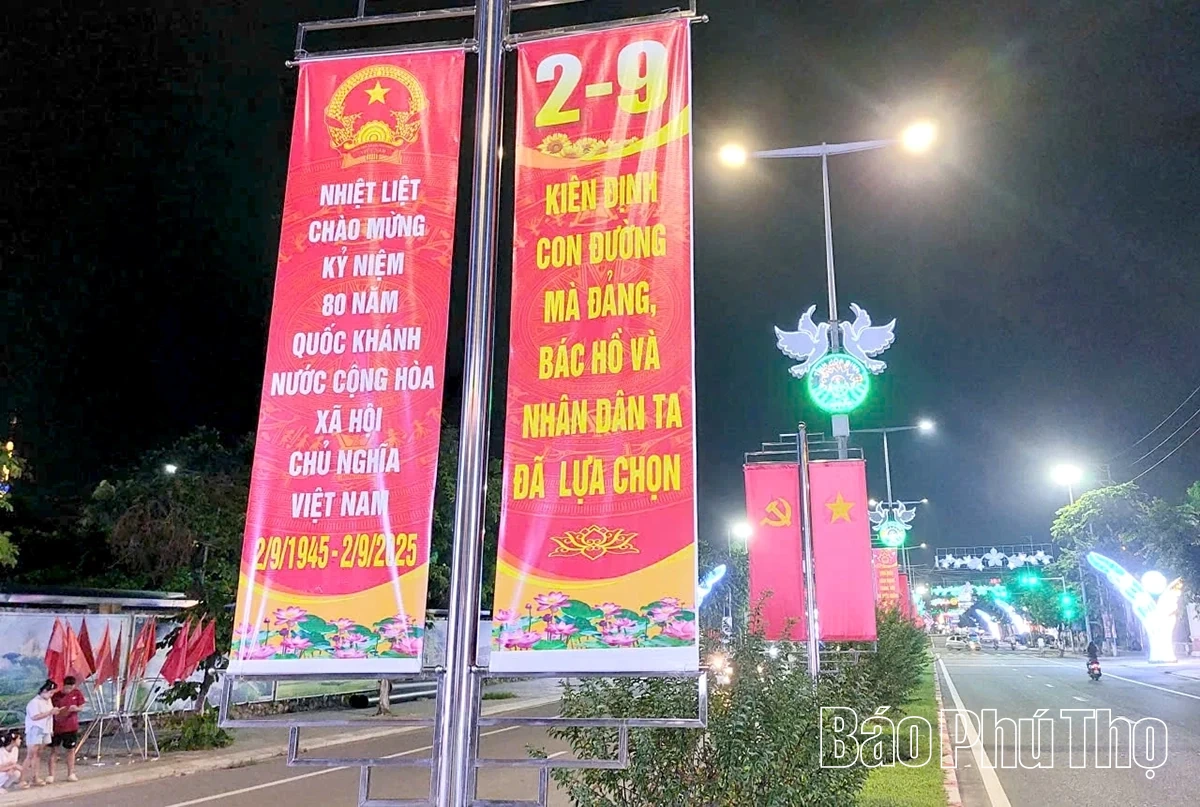 NHIỆT LIỆT
CHÀO MỪNG
KỶ NIỆM
80 NĂM
QUỐC KHÁNH
NƯỚC CỘNG HÒA
XÃ HỘI
CHỦ NGHĨA
VIỆT NAM
2/9/1945 - 2/9/2025
2-9
KIÊN ĐỊNH
CON ĐƯỜNG
MÀ ĐẢNG,
BÁC HỒ VÀ
NHÂN DÂN TA
ĐÃ LỰA CHỌN
Báo Phú Thọ